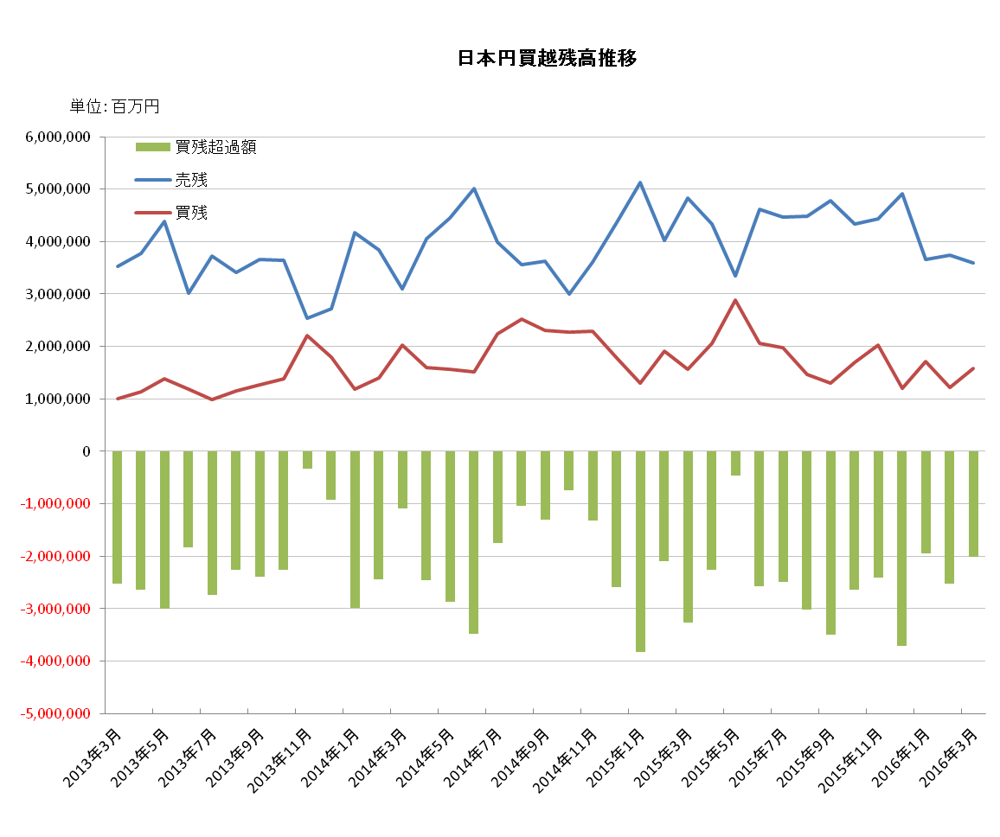 日本円買越残高推移
単位: 百万円
買残超過額
売残
買残
6,000,000
5,000,000
4,000,000
3,000,000
2,000,000
1,000,000
0
-1,000,000
-2,000,000
-3,000,000
-4,000,000
-5,000,000
2013年3月
2013年5月
2013年7月
2013年9月
2013年11月
2014年1月
2014年3月
2014年5月
2014年7月
2014年9月
2014年11月
2015年1月
2015年3月
2015年5月
2015年7月
2015年9月
2015年11月
2016年1月
2016年3月